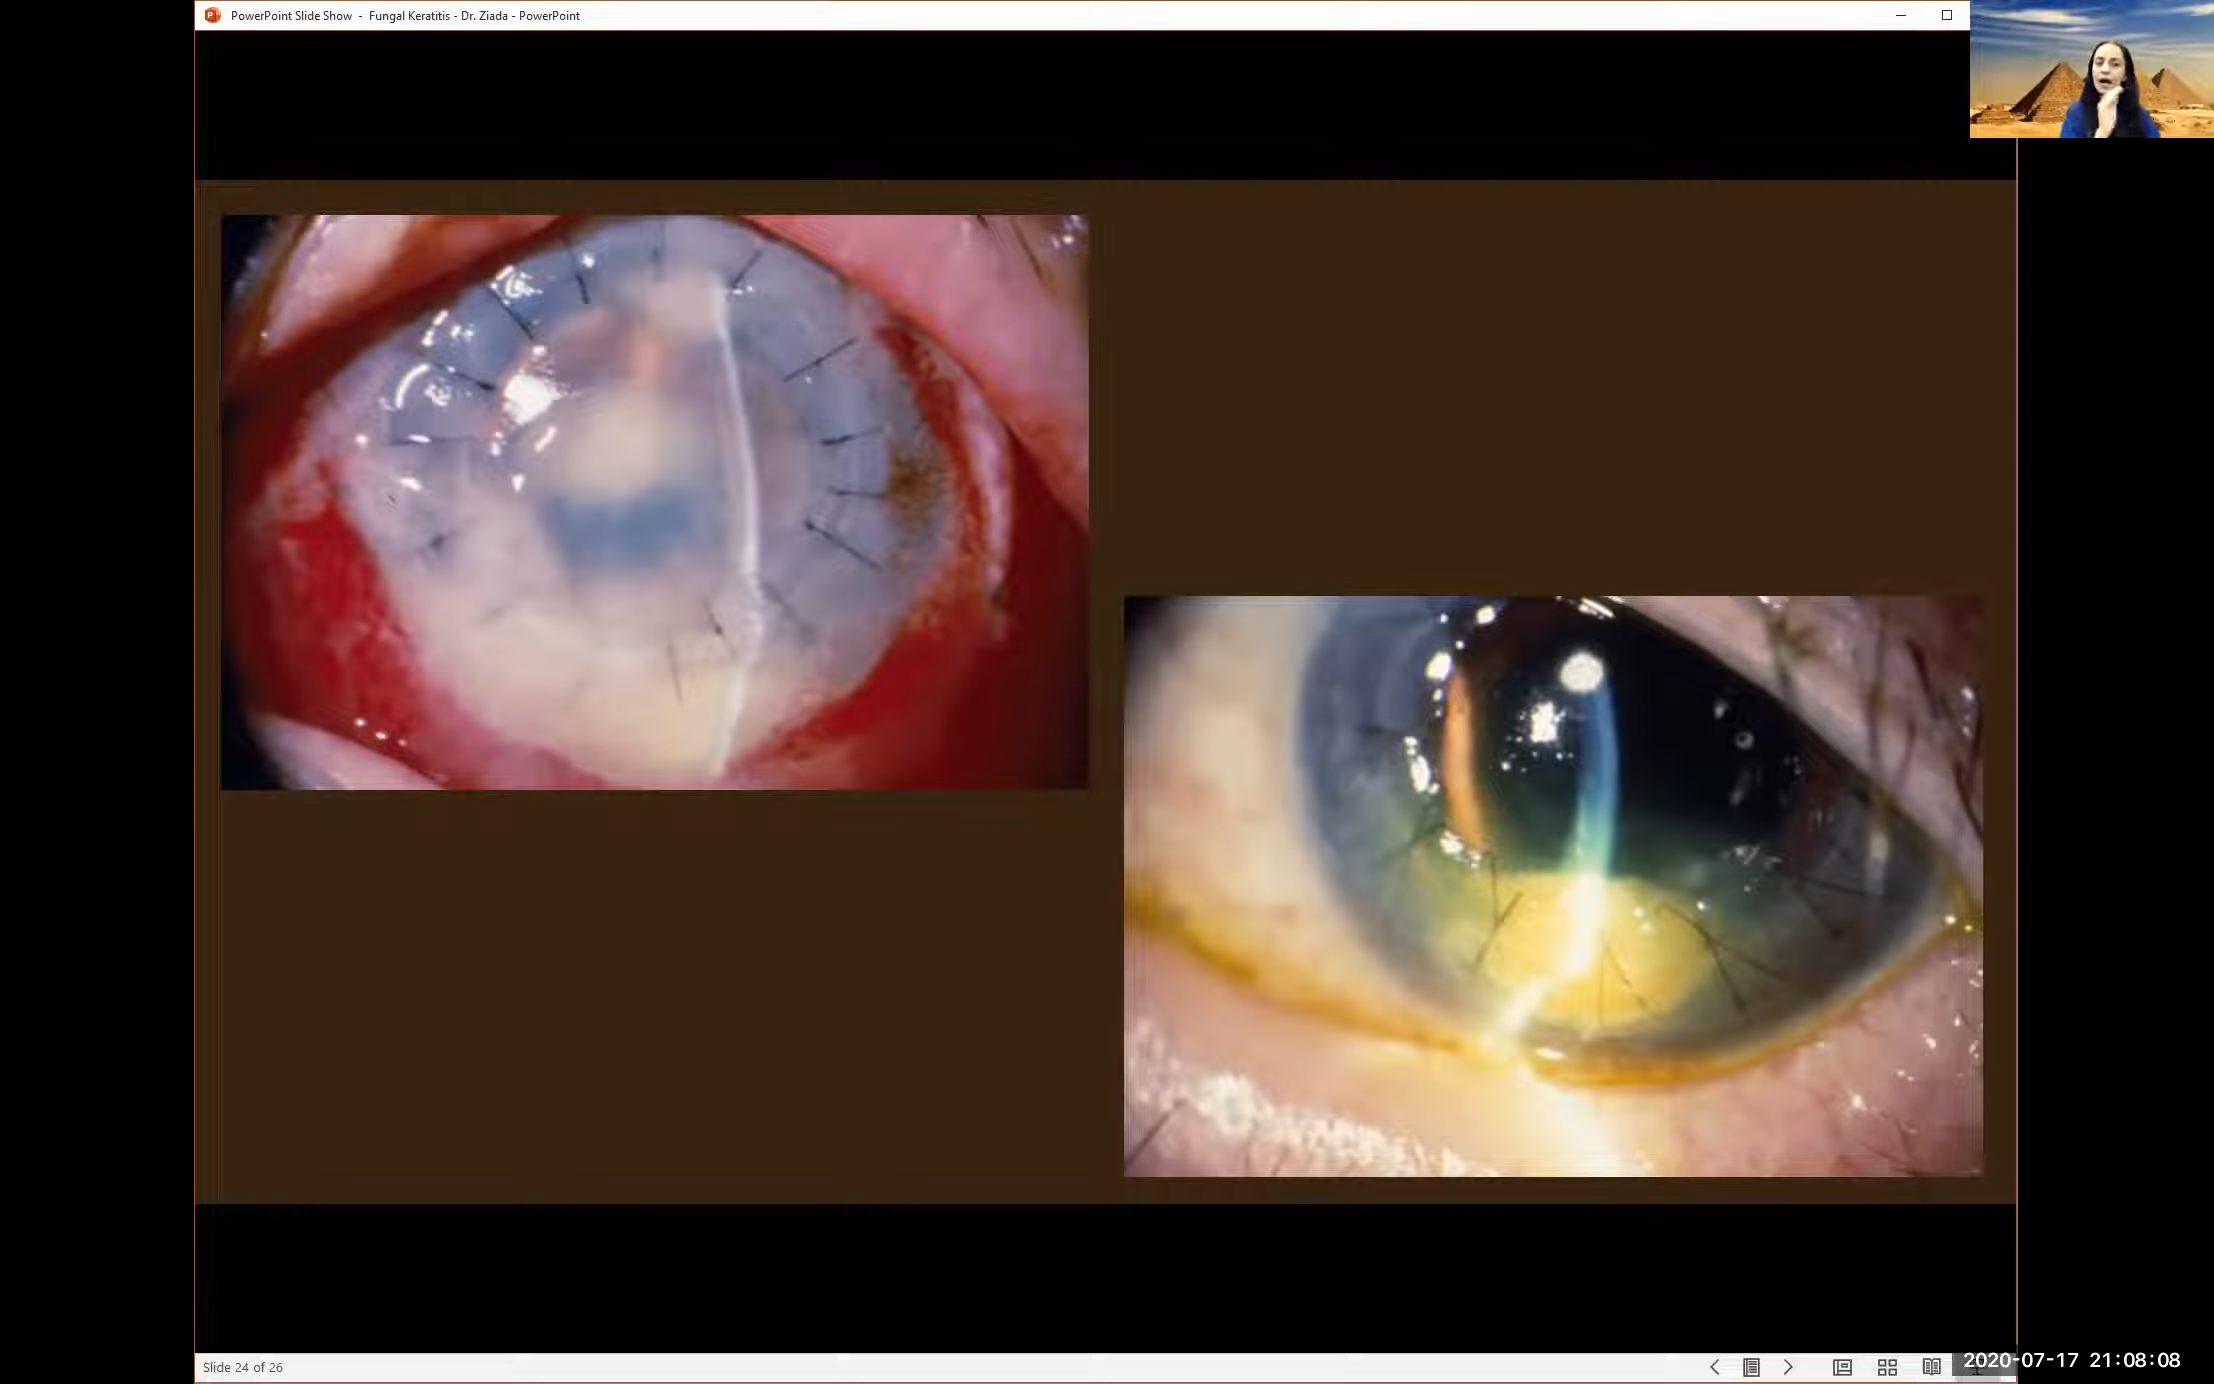 PowerPoint Slide Show - Fungal Keratitis - Dr. Ziada - PowerPoint
Slide 24 of 26
2020-07-17 21:08:08